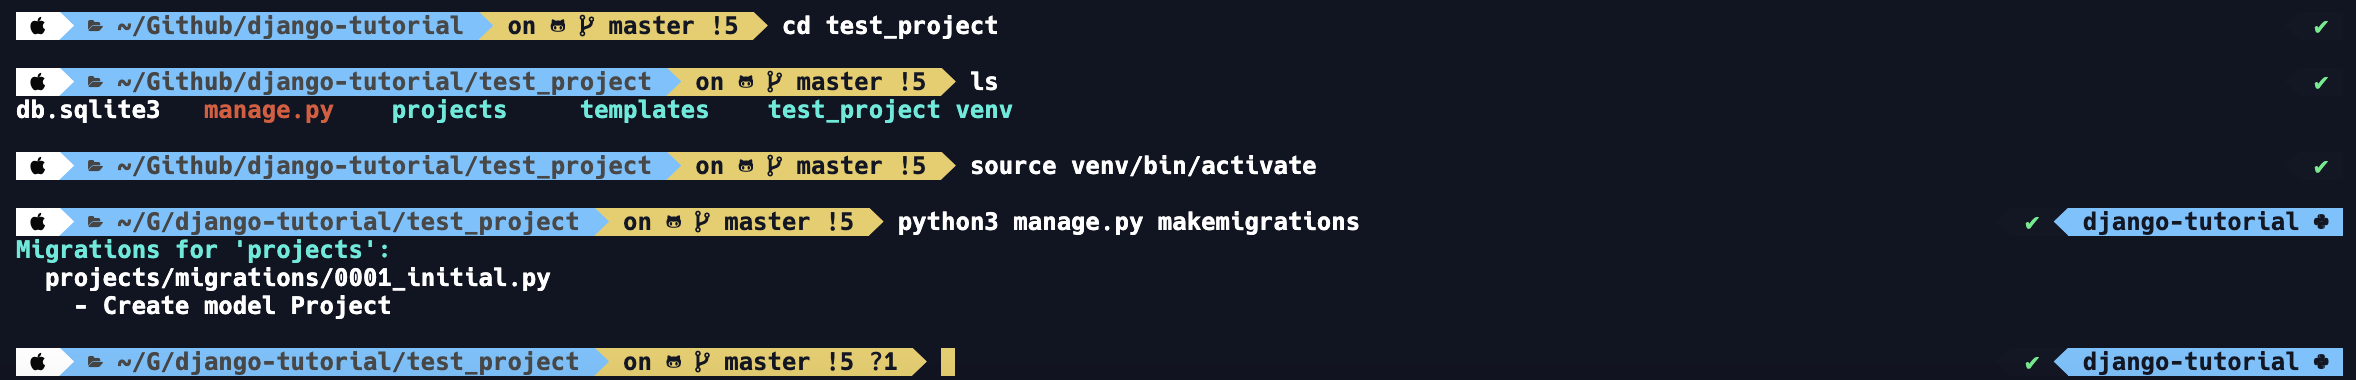 ~/Github/django-tutorial on master !5 cd test_project ✔
~/Github/django-tutorial/test_project on master !5 ls ✔
db.sqlite3 manage.py projects templates test_project venv
~/Github/django-tutorial/test_project on master !5 source venv/bin/activate ✔
~/G/django-tutorial/test_project on master !5 python3 manage.py makemigrations ✔ django-tutorial
Migrations for 'projects':
projects/migrations/0001_initial.py
- Create model Project
~/G/django-tutorial/test_project on master !5 ?1 ✔ django-tutorial